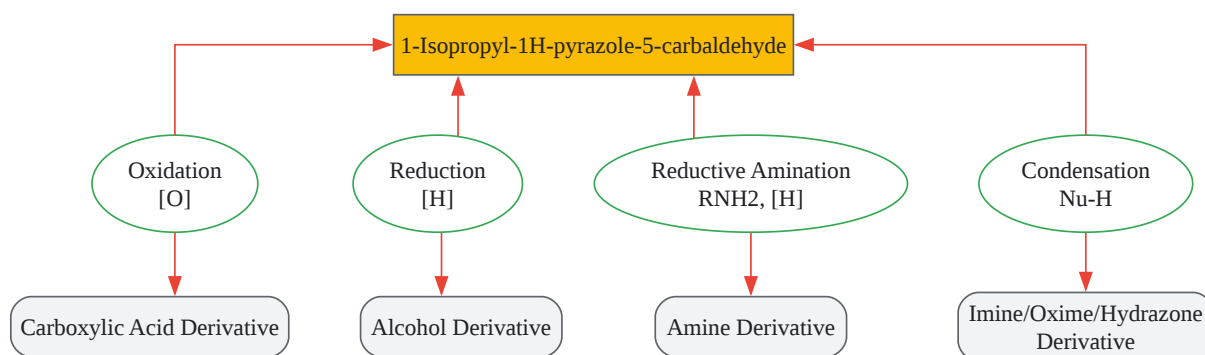 1-Isopropyl-1H-pyrazole-5-carbaldehyde
Oxidation
[O]
Reduction
[H]
Reductive Amination
RNH2, [H]
Condensation
Nu-H
Carboxylic Acid Derivative
Alcohol Derivative
Amine Derivative
Imine/Oxime/Hydrazone
Derivative